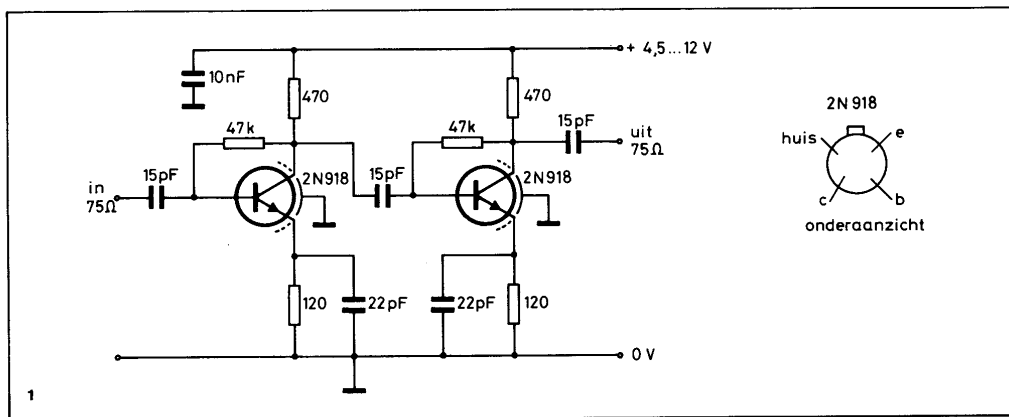 + 4,5...12 V
10nF
470
470
2N918
47k
47k
15pF
uit
75Ω
huis
e
in
75Ω
15pF
15pF
2N918
2N918
c
b
onderaanzicht
120
22pF
22pF
120
0 V
1